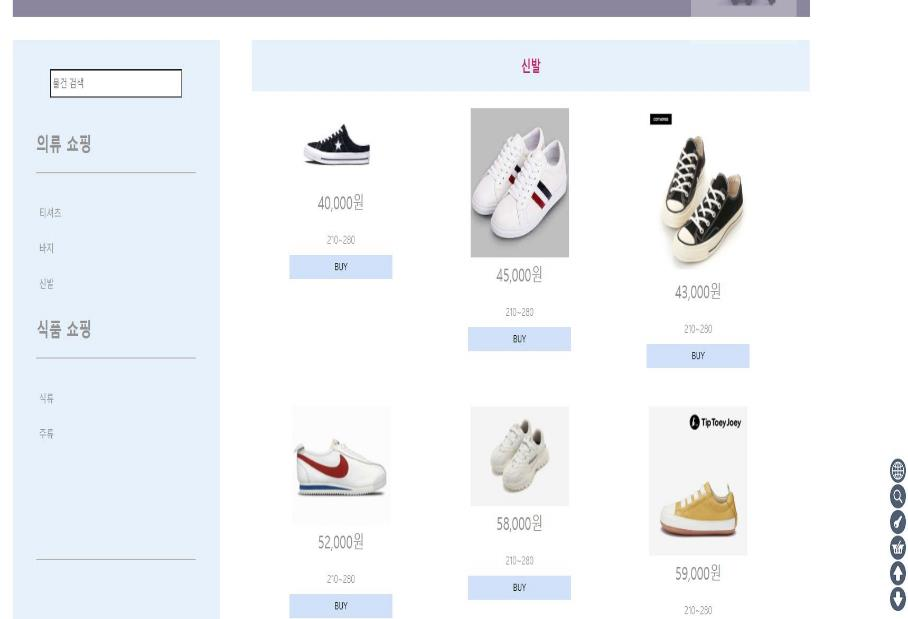 물건 검색
의류 쇼핑
티셔츠
바지
신발
식품 쇼핑
식류
주류
신발
40,000원
210~280
BUY
45,000원
210~280
BUY
CONVERSE
43,000원
210~280
BUY
52,000원
210~280
BUY
58,000원
210~280
BUY
TipToeyJoey
59,000원
210~280